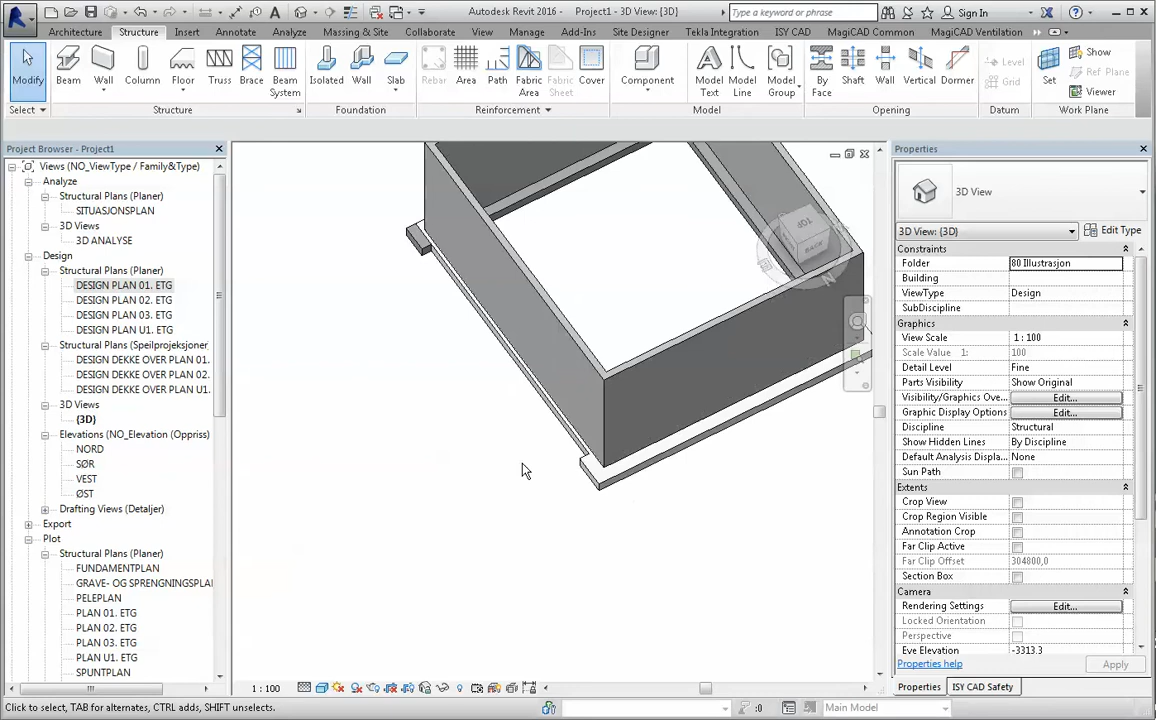 Autodesk Revit 2016 - Project1 - 3D View: {3D}
Type a keyword or phrase
Sign In
Architecture Structure Insert Annotate Analyze Massing & Site Collaborate View Manage Add-Ins Site Designer Tekla Integration ISY CAD MagiCAD Common MagiCAD Ventilation
Modify Beam Wall Column Floor Truss Brace Beam System Isolated Wall Slab Rebar Area Path Fabric Area Fabric Sheet Cover Component Model Text Model Line Model Group By Face Shaft Wall Vertical Dormer Level Grid Set Show Ref Plane Viewer
Select Structure Foundation Reinforcement Model Opening Datum Work Plane
Project Browser - Project1
Views (NO_ViewType / Family&Type)
Analyze
Structural Plans (Planer)
SITUASJONSPLAN
3D Views
3D ANALYSE
Design
Structural Plans (Planer)
DESIGN PLAN 01. ETG
DESIGN PLAN 02. ETG
DESIGN PLAN 03. ETG
DESIGN PLAN U1. ETG
Structural Plans (Speilprojeksjoner
DESIGN DEKKE OVER PLAN 01.
DESIGN DEKKE OVER PLAN 02.
DESIGN DEKKE OVER PLAN U1.
3D Views
{3D}
Elevations (NO_Elevation (Oppriss)
NORD
SØR
VEST
ØST
Drafting Views (Detaljer)
Export
Plot
Structural Plans (Planer)
FUNDAMENTPLAN
GRAVE- OG SPRENGNINGSPLA
PELEPLAN
PLAN 01. ETG
PLAN 02. ETG
PLAN 03. ETG
PLAN U1. ETG
SPUNTPLAN
BACK
N
1 : 100
Properties
3D View
3D View: {3D} Edit Type
Constraints
Folder 80 Illustrasjon
Building
ViewType Design
SubDiscipline
Graphics
View Scale 1 : 100
Scale Value 1: 100
Detail Level Fine
Parts Visibility Show Original
Visibility/Graphics Ove... Edit...
Graphic Display Options Edit...
Discipline Structural
Show Hidden Lines By Discipline
Default Analysis Displa... None
Sun Path
Extents
Crop View
Crop Region Visible
Annotation Crop
Far Clip Active
Far Clip Offset 304800,0
Section Box
Camera
Rendering Settings Edit...
Locked Orientation
Perspective
Eye Elevation -3313.3
Properties help Apply
Properties ISY CAD Safety
Click to select, TAB for alternates, CTRL adds, SHIFT unselects. :0 Main Model